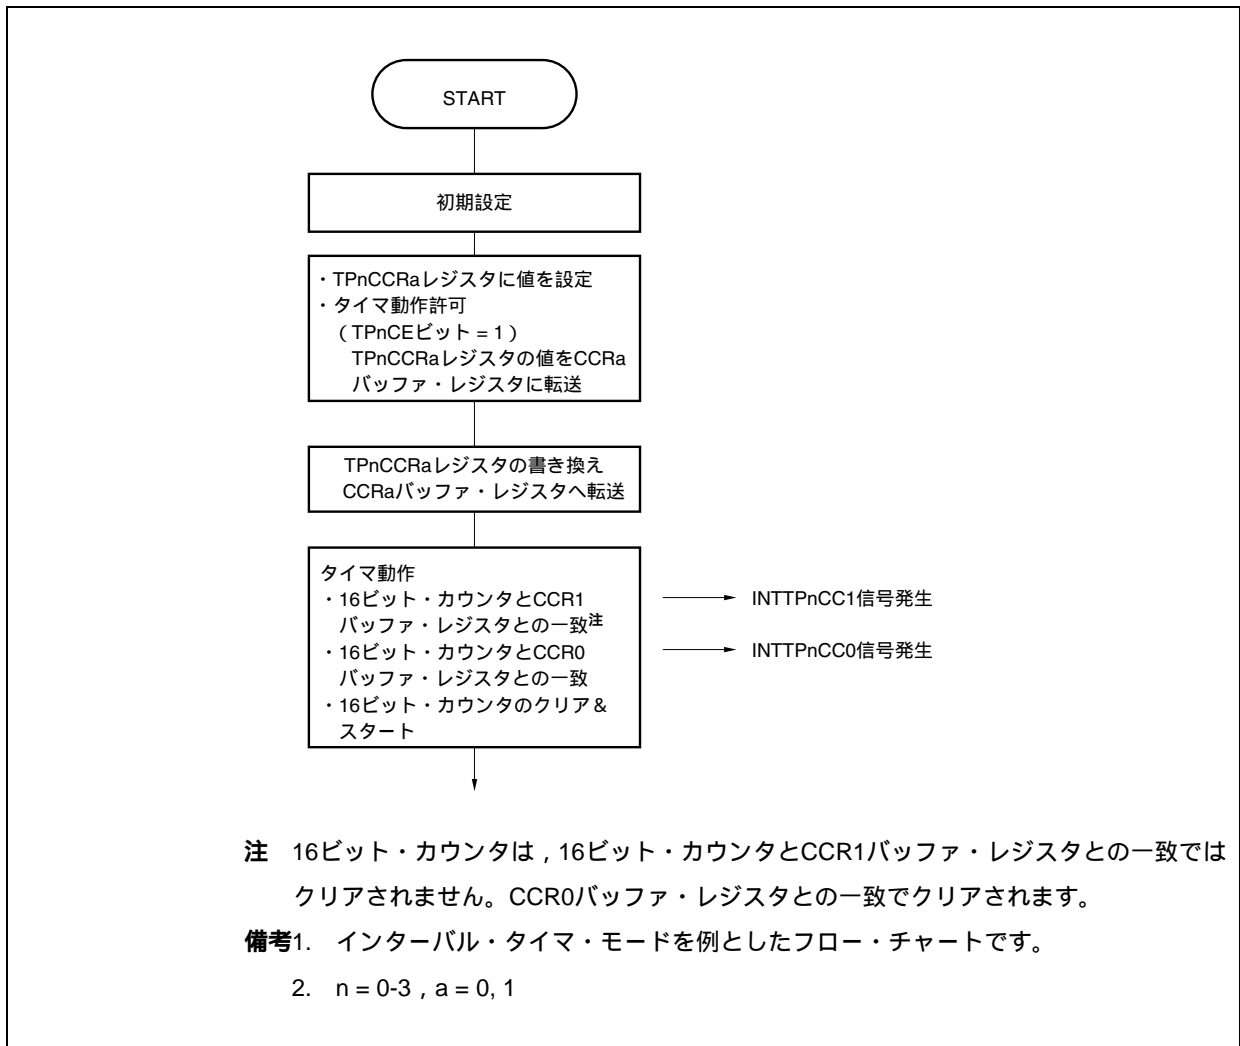 START
初期設定
・TPnCCRaレジスタに値を設定
・タイマ動作許可
（TPnCEビット = 1）
TPnCCRaレジスタの値をCCRa
バッファ・レジスタに転送
TPnCCRaレジスタの書き換え
CCRaバッファ・レジスタへ転送
タイマ動作
・16ビット・カウンタとCCR1
バッファ・レジスタとの一致注
・16ビット・カウンタとCCR0
バッファ・レジスタとの一致
・16ビット・カウンタのクリア＆
スタート
INTTPnCC1信号発生
INTTPnCC0信号発生
注 16ビット・カウンタは，16ビット・カウンタとCCR1バッファ・レジスタとの一致では
クリアされません。CCR0バッファ・レジスタとの一致でクリアされます。
備考1. インターバル・タイマ・モードを例としたフロー・チャートです。
2. n = 0-3，a = 0, 1